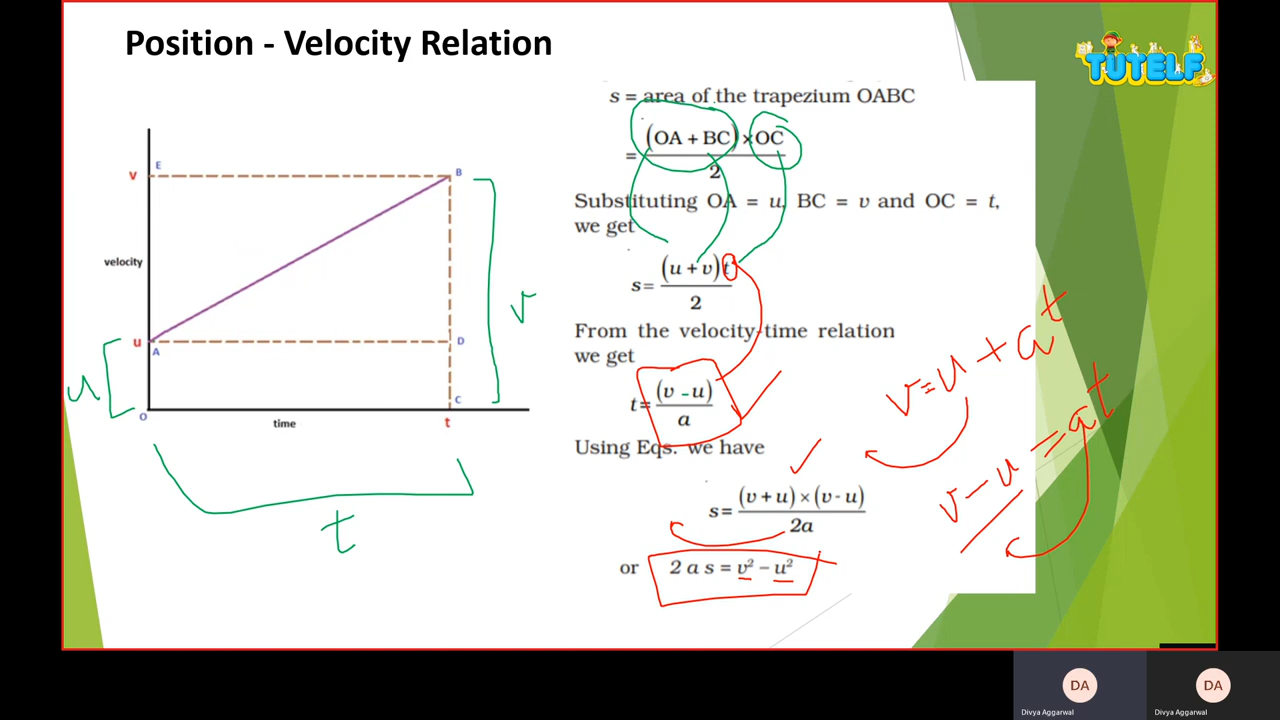 Position - Velocity Relation
TUTELF
E
v
B
velocity
u
A
D
O
C
time
t
u
v
t
s = area of the trapezium OABC
= (OA + BC) × OC / 2
Substituting OA = u, BC = v and OC = t,
we get
s = (u + v) t / 2
From the velocity-time relation
we get
t = (v - u) / a
Using Eqs. we have
s = (v + u) × (v - u) / 2a
or 2 a s = v² – u²
v = u + at
v - u = at
DA
Divya Aggarwal
DA
Divya Aggarwal